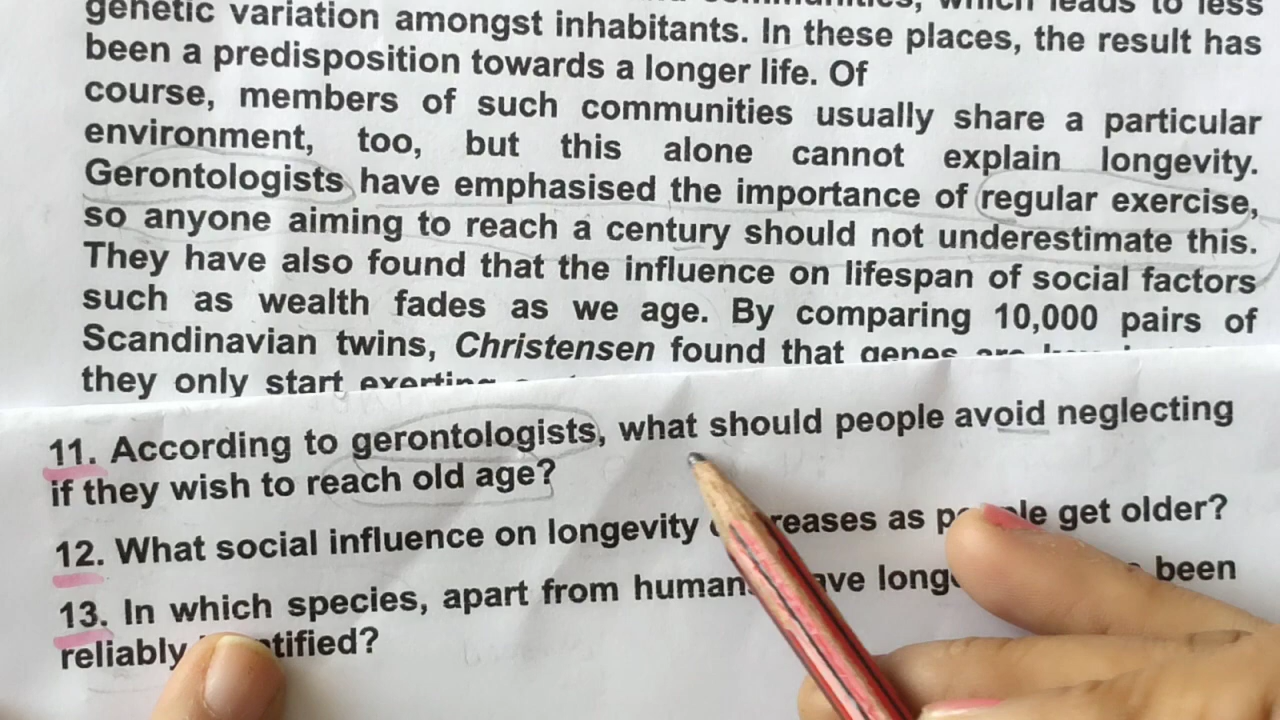 genetic variation amongst inhabitants. In these places, the result has
been a predisposition towards a longer life. Of
course, members of such communities usually share a particular
environment, too, but this alone cannot explain longevity.
Gerontologists have emphasised the importance of regular exercise,
so anyone aiming to reach a century should not underestimate this.
They have also found that the influence on lifespan of social factors
such as wealth fades as we age. By comparing 10,000 pairs of
Scandinavian twins, Christensen found that genes are
they only start exerting
11. According to gerontologists, what should people avoid neglecting
if they wish to reach old age?
12. What social influence on longevity as get older?
13. In which species, apart from been
reliably